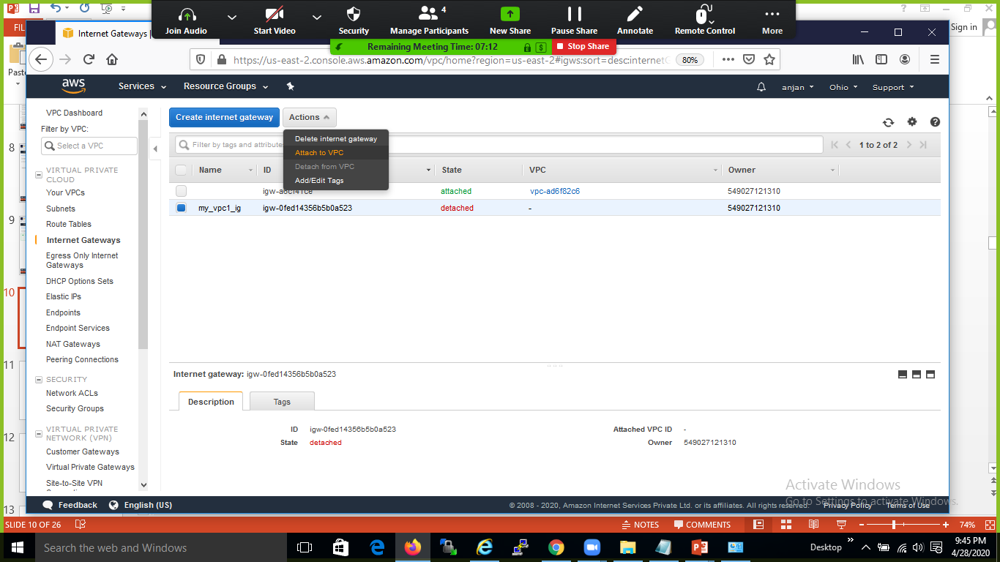 Join Audio
Start Video
Security
4
Manage Participants
New Share
Pause Share
Annotate
Remote Control
More
Remaining Meeting Time: 07:12
Stop Share
FIL
Sign in
Internet Gateways |
https://us-east-2.console.aws.amazon.com/vpc/home?region=us-east-2#igws:sort=desc:internet
80%
Past
aws
Services
Resource Groups
anjan
Ohio
Support
VPC Dashboard
Filter by VPC:
Select a VPC
VIRTUAL PRIVATE
CLOUD
Your VPCs
Subnets
Route Tables
Internet Gateways
Egress Only Internet
Gateways
DHCP Options Sets
Elastic IPs
Endpoints
Endpoint Services
NAT Gateways
Peering Connections
SECURITY
Network ACLs
Security Groups
VIRTUAL PRIVATE
NETWORK (VPN)
Customer Gateways
Virtual Private Gateways
Site-to-Site VPN
Create internet gateway
Actions
Delete internet gateway
Attach to VPC
Detach from VPC
Add/Edit Tags
Filter by tags and attribute
1 to 2 of 2
Name ID State VPC Owner
attached vpc-ad6f82c6 549027121310
my_vpc1_ig igw-0fed14356b5b0a523 detached - 549027121310
Internet gateway: igw-0fed14356b5b0a523
Description
Tags
ID igw-0fed14356b5b0a523
Attached VPC ID -
State detached
Owner 549027121310
Activate Windows
Go to Settings to activate Windows.
Feedback
English (US)
© 2008 - 2020, Amazon Internet Services Private Ltd. or its affiliates. All rights reserved.
Privacy Policy
Terms of Use
8
9
10
11
12
13
SLIDE 10 OF 26
NOTES
COMMENTS
74%
Search the web and Windows
Desktop
9:45 PM
4/28/2020